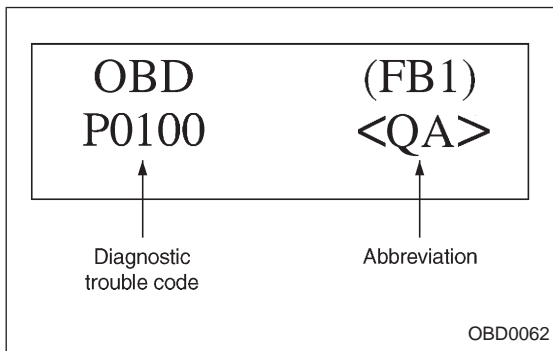 OBD (FB1)
P0100 <QA>
Diagnostic
trouble code
Abbreviation
OBD0062